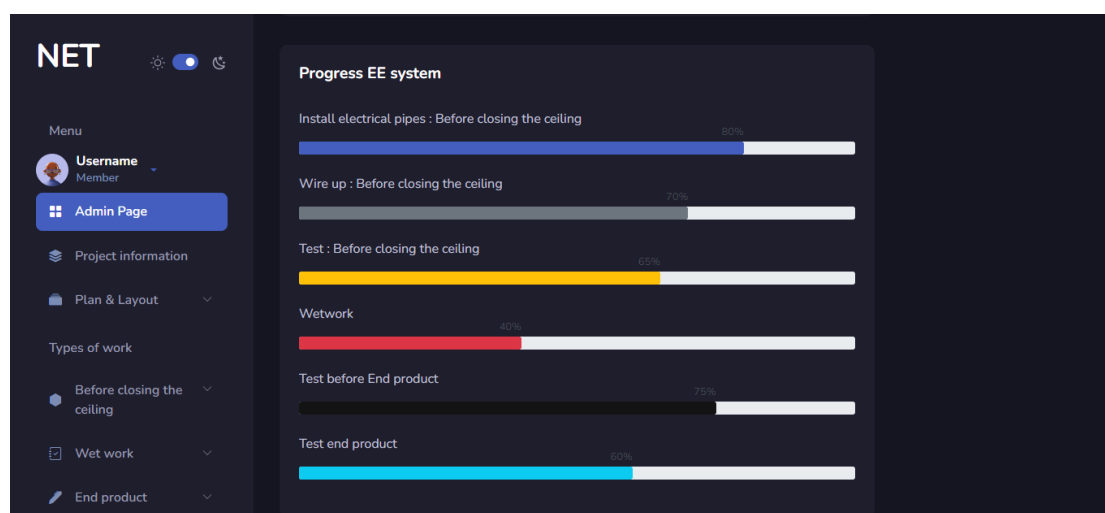 NET
Menu
Username
Member
Admin Page
Project information
Plan & Layout
Types of work
Before closing the
ceiling
Wet work
End product
Progress EE system
Install electrical pipes : Before closing the ceiling
80%
Wire up : Before closing the ceiling
70%
Test : Before closing the ceiling
65%
Wetwork
40%
Test before End product
75%
Test end product
60%